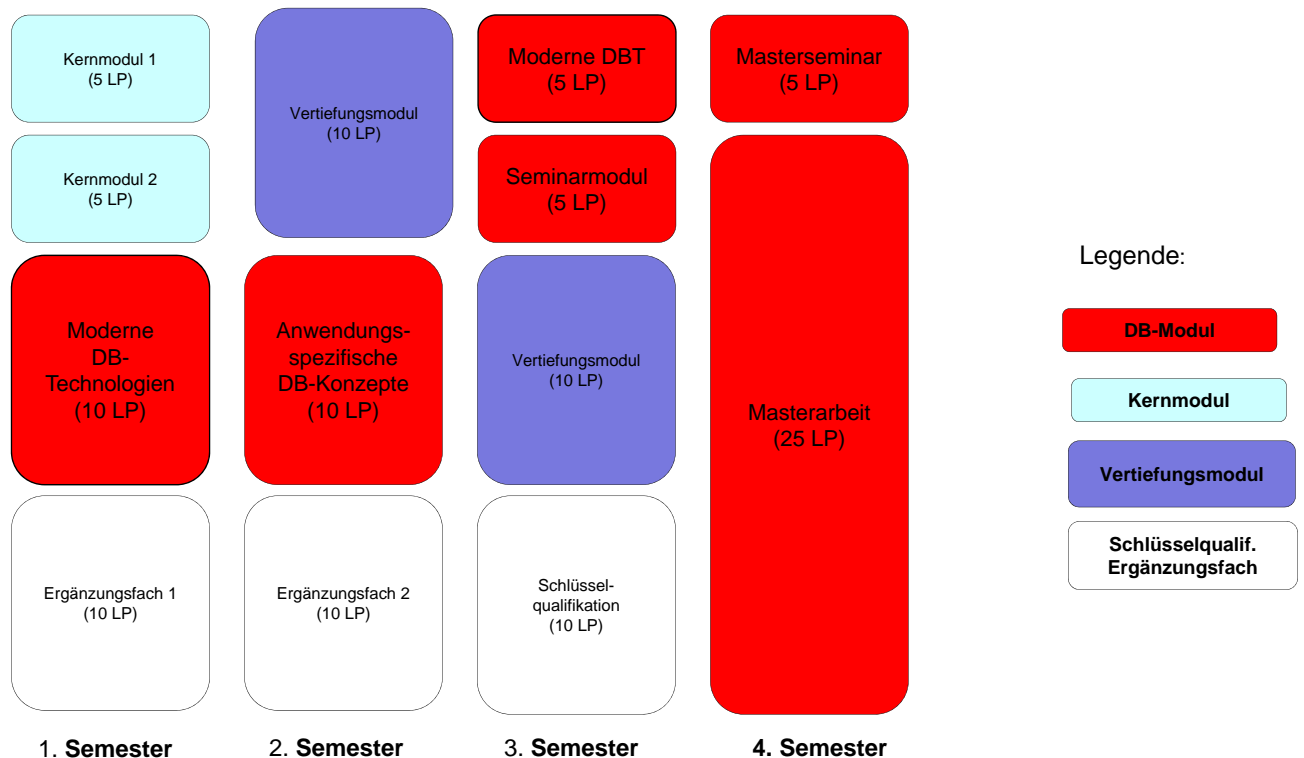 Kernmodul 1
(5 LP)
Kernmodul 2
(5 LP)
Moderne
DB-
Technologien
(10 LP)
Ergänzungsfach 1
(10 LP)
1. Semester
Vertiefungsmodul
(10 LP)
Anwendungs-
spezifische
DB-Konzepte
(10 LP)
Ergänzungsfach 2
(10 LP)
2. Semester
Moderne DBT
(5 LP)
Seminarmodul
(5 LP)
Vertiefungsmodul
(10 LP)
Schlüssel-
qualifikation
(10 LP)
3. Semester
Masterseminar
(5 LP)
Masterarbeit
(25 LP)
4. Semester
Legende:
DB-Modul
Kernmodul
Vertiefungsmodul
Schlüsselqualif.
Ergänzungsfach